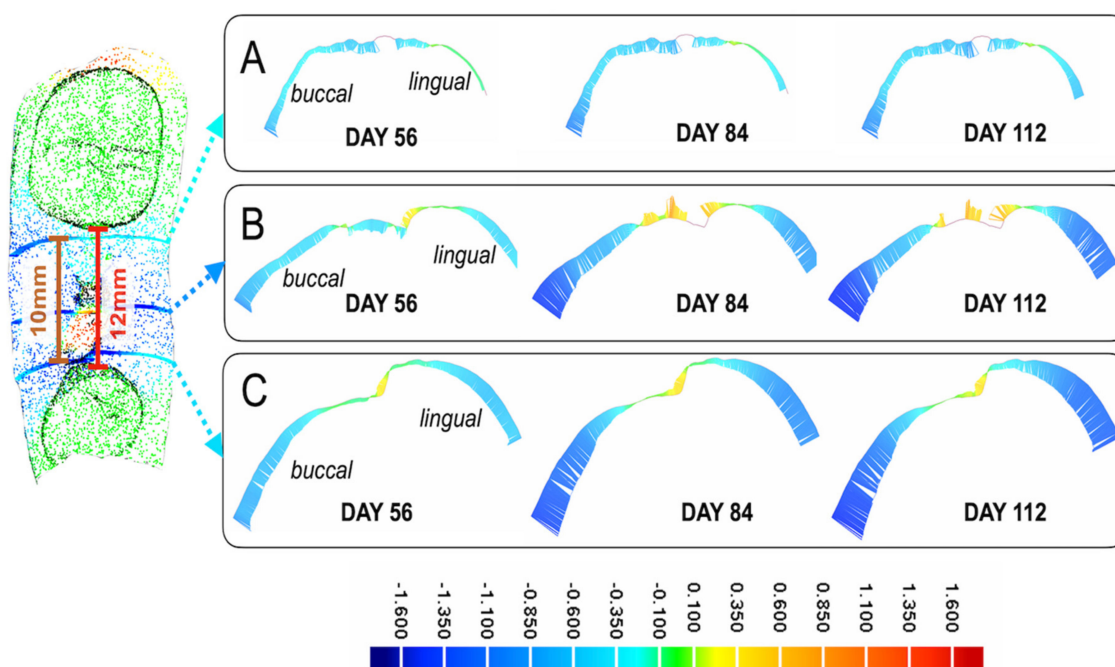 A
buccal
lingual
DAY 56
DAY 84
DAY 112
B
buccal
lingual
DAY 56
DAY 84
DAY 112
10mm
12mm
C
buccal
lingual
DAY 56
DAY 84
DAY 112
-1.600
-1.350
-1.100
-0.850
-0.600
-0.350
-0.100
0.100
0.350
0.600
0.850
1.100
1.350
1.600